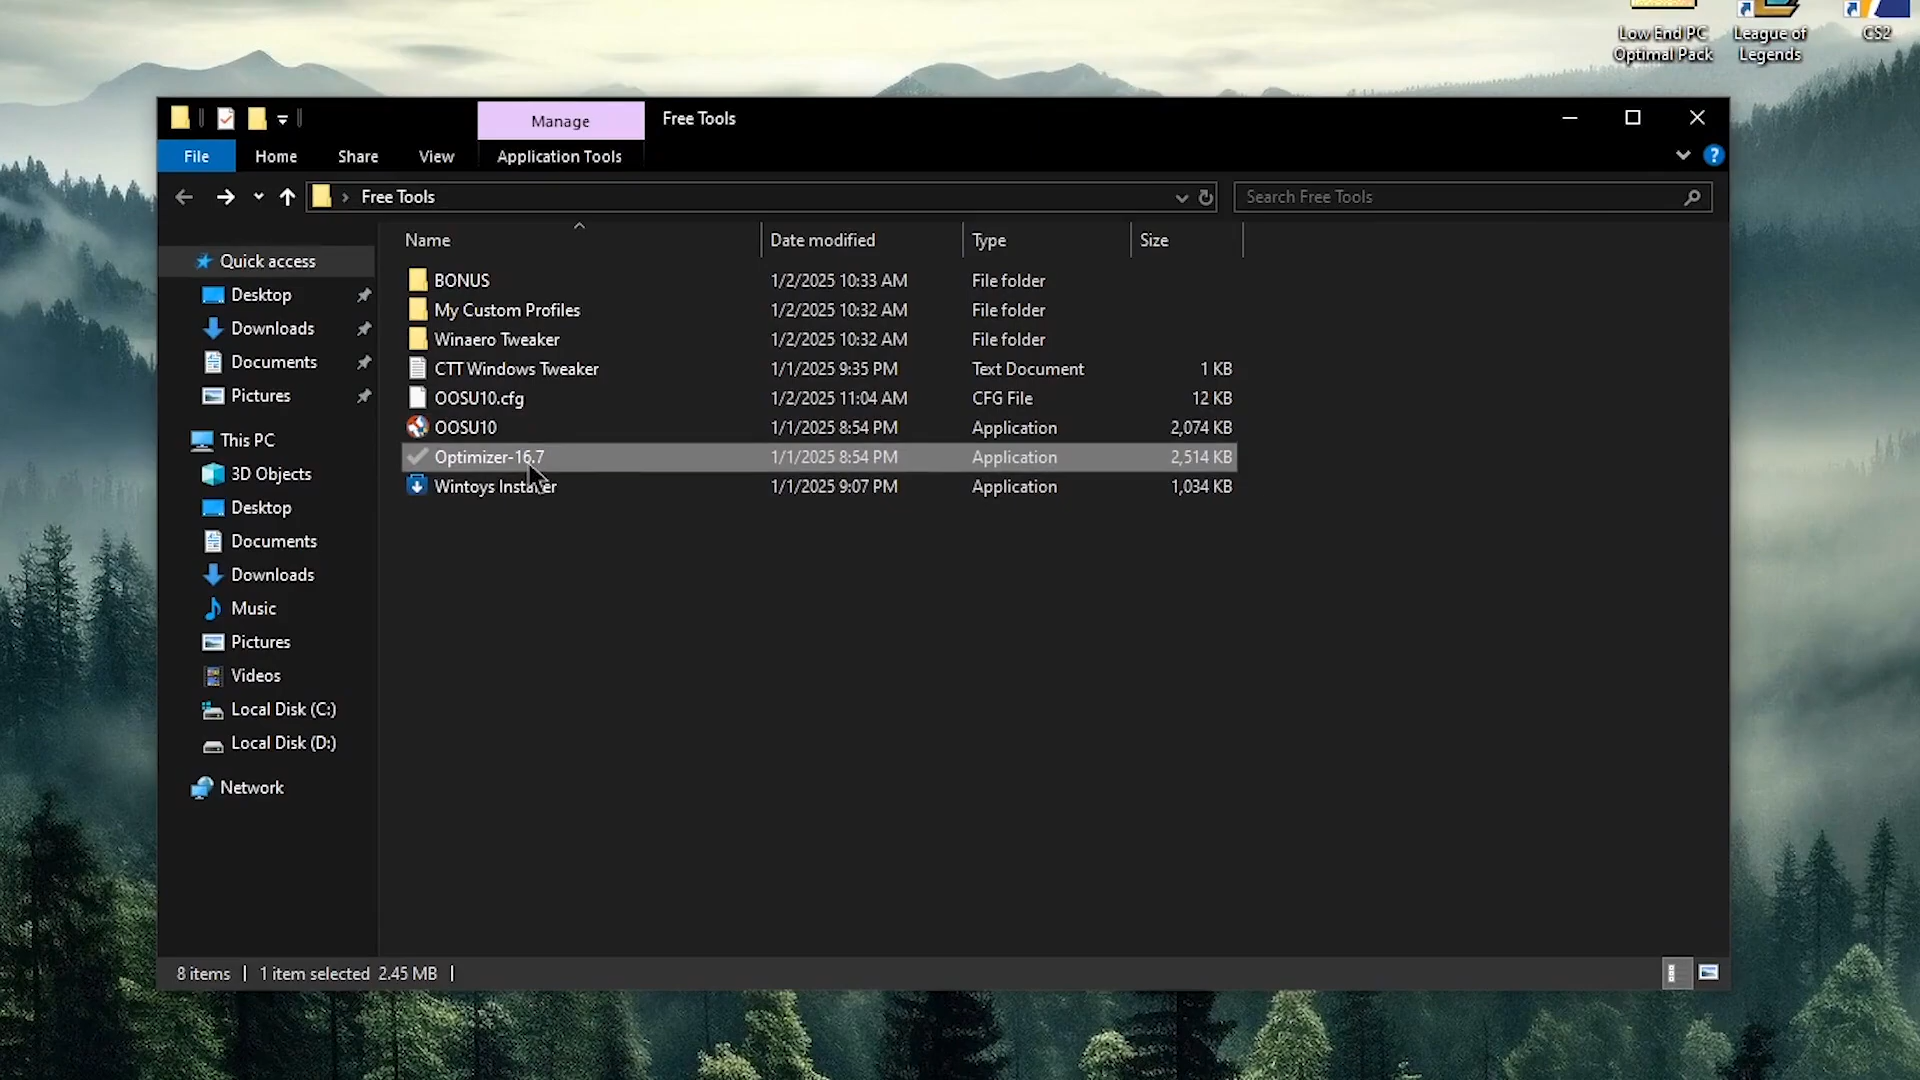 Low End PC
Optimal Pack
League of
Legends
CS2
Manage
Free Tools
File
Home
Share
View
Application Tools
Free Tools
Search Free Tools
Name
Date modified
Type
Size
Quick access
Desktop
Downloads
Documents
Pictures
This PC
3D Objects
Desktop
Documents
Downloads
Music
Pictures
Videos
Local Disk (C:)
Local Disk (D:)
Network
BONUS 1/2/2025 10:33 AM File folder
My Custom Profiles 1/2/2025 10:32 AM File folder
Winaero Tweaker 1/2/2025 10:32 AM File folder
CTT Windows Tweaker 1/1/2025 9:35 PM Text Document 1 KB
OOSU10.cfg 1/2/2025 11:04 AM CFG File 12 KB
OOSU10 1/1/2025 8:54 PM Application 2,074 KB
Optimizer-16.7 1/1/2025 8:54 PM Application 2,514 KB
Wintoys Installer 1/1/2025 9:07 PM Application 1,034 KB
8 items
1 item selected 2.45 MB